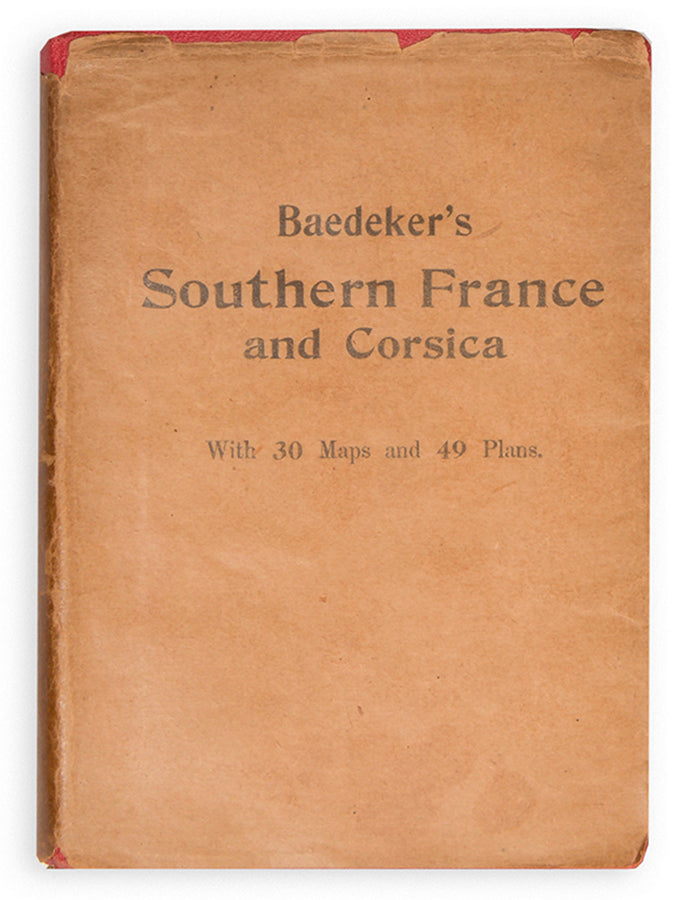 Baedeker's
Southern France
and Corsica
With 30 Maps and 49 Plans.